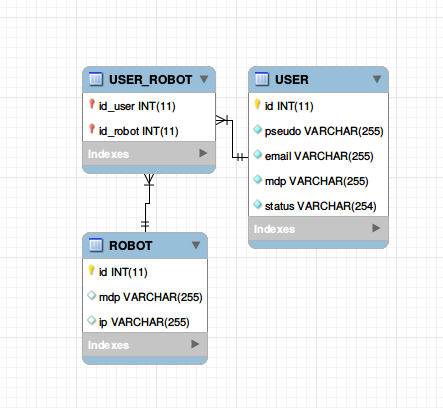 USER_ROBOT
id_user INT(11)
id_robot INT(11)
Indexes
USER
id INT(11)
pseudo VARCHAR(255)
email VARCHAR(255)
mdp VARCHAR(255)
status VARCHAR(254)
Indexes
ROBOT
id INT(11)
mdp VARCHAR(255)
ip VARCHAR(255)
Indexes